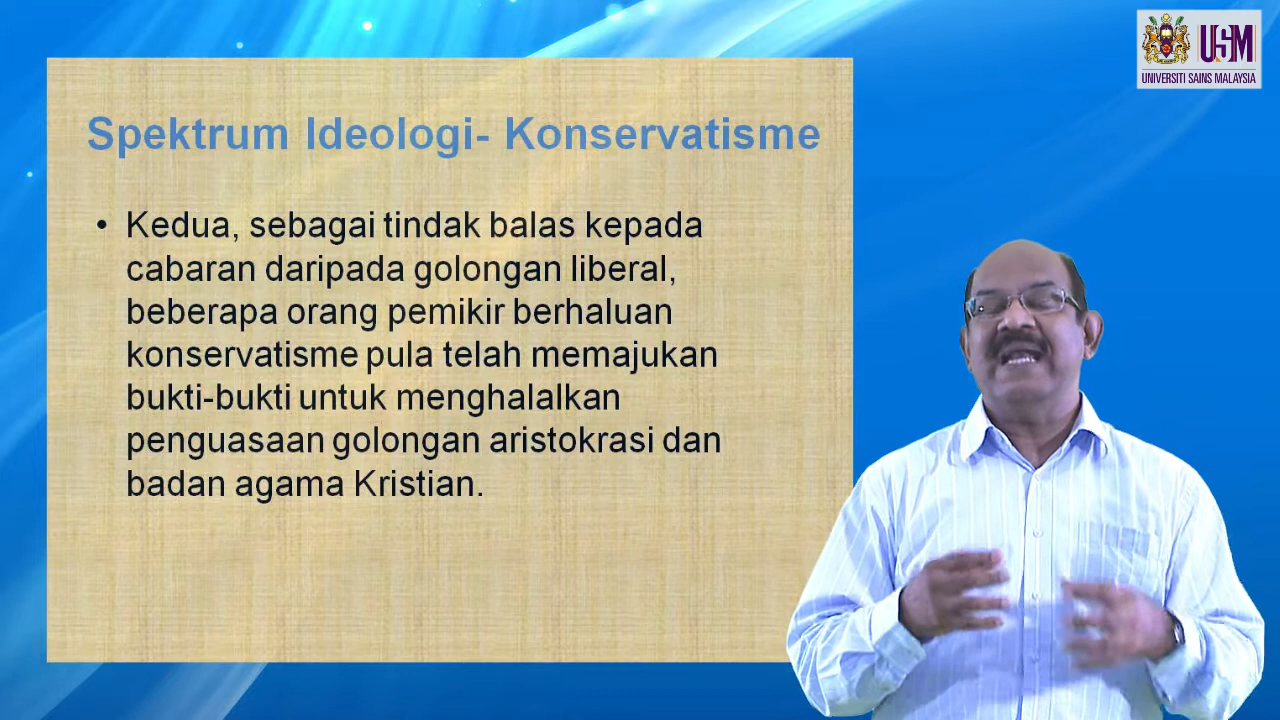 USM
UNIVERSITI SAINS MALAYSIA
Spektrum Ideologi- Konservatisme
• Kedua, sebagai tindak balas kepada
cabaran daripada golongan liberal,
beberapa orang pemikir berhaluan
konservatisme pula telah memajukan
bukti-bukti untuk menghalalkan
penguasaan golongan aristokrasi dan
badan agama Kristian.